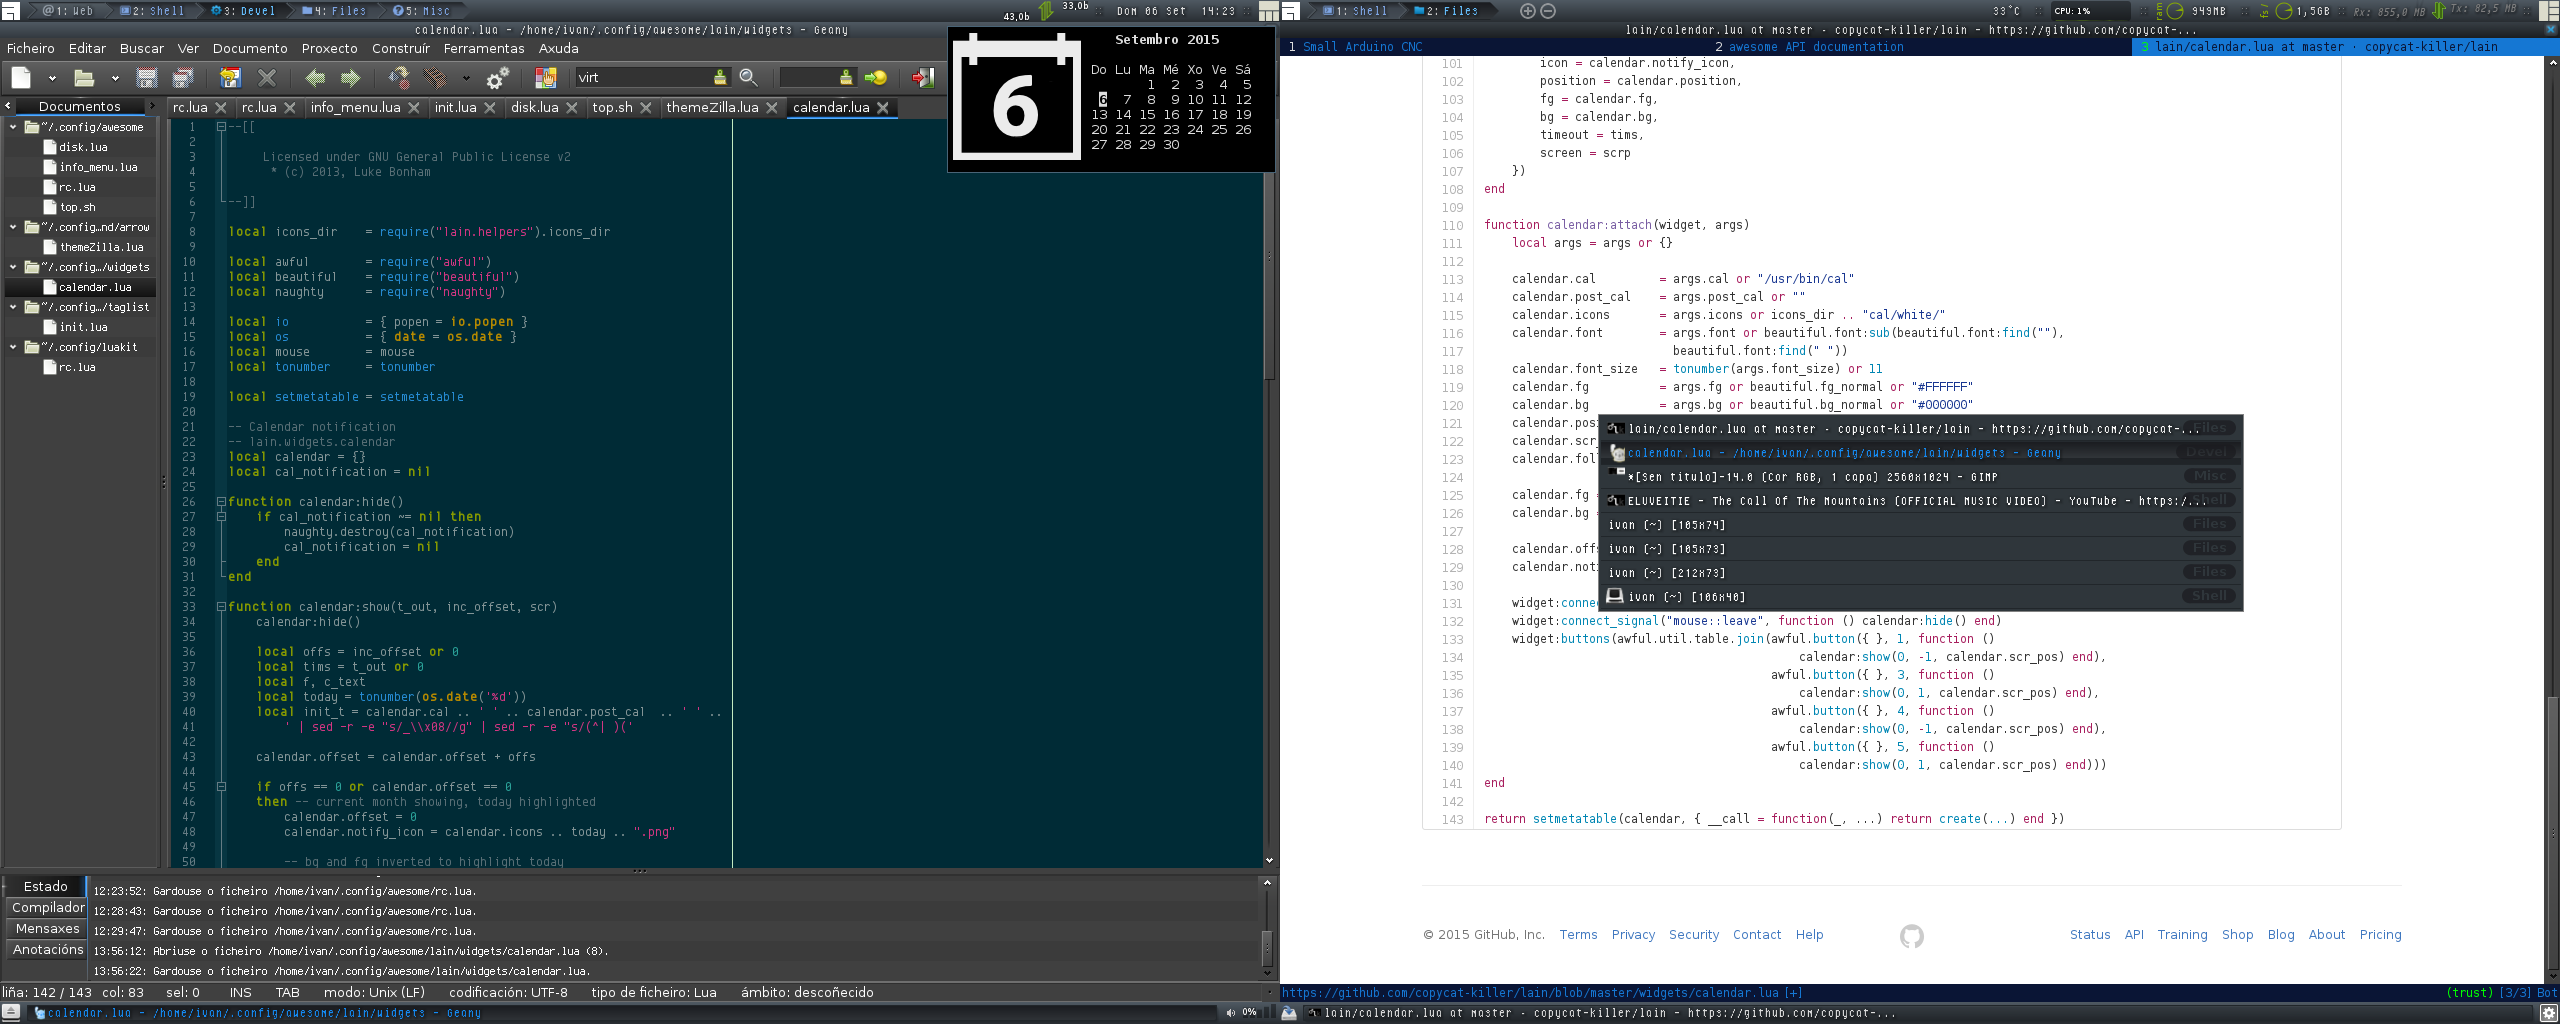 @ 1: Web 2: Shell 3: Devel 4: Files 5: Misc
43,0b 33,0b Dom 06 Set 14:23
calendar.lua - /home/ivan/.config/awesome/lain/widgets - Geany
Ficheiro Editar Buscar Ver Documento Proxecto Construír Ferramentas Axuda
virt
Documentos
rc.lua rc.lua info_menu.lua init.lua disk.lua top.sh themeZilla.lua calendar.lua
~/.config/awesome
disk.lua
info_menu.lua
rc.lua
top.sh
~/.config...nd/arrow
themeZilla.lua
~/.config.../widgets
calendar.lua
~/.config.../taglist
init.lua
~/.config/luakit
rc.lua
1 --[[
2
3 Licensed under GNU General Public License v2
4 * (c) 2013, Luke Bonham
5
6 --]]
7
8 local icons_dir = require("lain.helpers").icons_dir
9
10 local awful = require("awful")
11 local beautiful = require("beautiful")
12 local naughty = require("naughty")
13
14 local io = { popen = io.popen }
15 local os = { date = os.date }
16 local mouse = mouse
17 local tonumber = tonumber
18
19 local setmetatable = setmetatable
20
21 -- Calendar notification
22 -- lain.widgets.calendar
23 local calendar = {}
24 local cal_notification = nil
25
26 function calendar:hide()
27 if cal_notification ~= nil then
28 naughty.destroy(cal_notification)
29 cal_notification = nil
30 end
31 end
32
33 function calendar:show(t_out, inc_offset, scr)
34 calendar:hide()
35
36 local offs = inc_offset or 0
37 local tims = t_out or 0
38 local f, c_text
39 local today = tonumber(os.date('%d'))
40 local init_t = calendar.cal .. ' ' .. calendar.post_cal .. ' ' ..
41 ' | sed -r -e "s/_\\x08//g" | sed -r -e "s/(^| )('
42
43 calendar.offset = calendar.offset + offs
44
45 if offs == 0 or calendar.offset == 0
46 then -- current month showing, today highlighted
47 calendar.offset = 0
48 calendar.notify_icon = calendar.icons .. today .. ".png"
49
50 -- bg and fg inverted to highlight today
6
Setembro 2015
Do Lu Ma Mé Xo Ve Sá
1 2 3 4 5
6 7 8 9 10 11 12
13 14 15 16 17 18 19
20 21 22 23 24 25 26
27 28 29 30
Estado
Compilador
Mensaxes
Anotacións
12:23:52: Gardouse o ficheiro /home/ivan/.config/awesome/rc.lua.
12:28:43: Gardouse o ficheiro /home/ivan/.config/awesome/rc.lua.
12:29:47: Gardouse o ficheiro /home/ivan/.config/awesome/rc.lua.
13:56:12: Abriuse o ficheiro /home/ivan/.config/awesome/lain/widgets/calendar.lua (8).
13:56:22: Gardouse o ficheiro /home/ivan/.config/awesome/lain/widgets/calendar.lua.
liña: 142 / 143 col: 83 sel: 0 INS TAB modo: Unix (LF) codificación: UTF-8 tipo de ficheiro: Lua ámbito: descoñecido
calendar.lua - /home/ivan/.config/awesome/lain/widgets - Geany
0%
1: Shell 2: Files
33°C CPU: 1% ram 949MB fs/ 1,5GB Rx: 855,0 MB Tx: 82,5 MB
lain/calendar.lua at master · copycat-killer/lain - https://github.com/copycat-...
1 Small Arduino CNC 2 awesome API documentation 3 lain/calendar.lua at master · copycat-killer/lain
101 icon = calendar.notify_icon,
102 position = calendar.position,
103 fg = calendar.fg,
104 bg = calendar.bg,
105 timeout = tims,
106 screen = scrp
107 })
108 end
109
110 function calendar:attach(widget, args)
111 local args = args or {}
112
113 calendar.cal = args.cal or "/usr/bin/cal"
114 calendar.post_cal = args.post_cal or ""
115 calendar.icons = args.icons or icons_dir .. "cal/white/"
116 calendar.font = args.font or beautiful.font:sub(beautiful.font:find(""),
117 beautiful.font:find(" "))
118 calendar.font_size = tonumber(args.font_size) or 11
119 calendar.fg = args.fg or beautiful.fg_normal or "#FFFFFF"
120 calendar.bg = args.bg or beautiful.bg_normal or "#000000"
121 calendar.pos
122 calendar.scr_
123 calendar.fol
124
125 calendar.fg =
126 calendar.bg =
127
128 calendar.off
129 calendar.not
130
131 widget:connec
132 widget:connect_signal("mouse::leave", function () calendar:hide() end)
133 widget:buttons(awful.util.table.join(awful.button({ }, 1, function ()
134 calendar:show(0, -1, calendar.scr_pos) end),
135 awful.button({ }, 3, function ()
136 calendar:show(0, 1, calendar.scr_pos) end),
137 awful.button({ }, 4, function ()
138 calendar:show(0, -1, calendar.scr_pos) end),
139 awful.button({ }, 5, function ()
140 calendar:show(0, 1, calendar.scr_pos) end)))
141 end
142
143 return setmetatable(calendar, { __call = function(_, ...) return create(...) end })
lain/calendar.lua at master · copycat-killer/lain - https://github.com/copycat-... Files
calendar.lua - /home/ivan/.config/awesome/lain/widgets - Geany Devel
*[Sen título]-14.0 (Cor RGB, 1 capa) 2560x1024 – GIMP Misc
ELUVEITIE - The Call Of The Mountains (OFFICIAL MUSIC VIDEO) - YouTube - https:/... Shell
ivan (~) [105x74] Files
ivan (~) [105x73] Files
ivan (~) [212x73] Files
ivan (~) [106x40] Shell
© 2015 GitHub, Inc. Terms Privacy Security Contact Help
Status API Training Shop Blog About Pricing
https://github.com/copycat-killer/lain/blob/master/widgets/calendar.lua [+] (trust) [3/3] Bot
lain/calendar.lua at master · copycat-killer/lain - https://github.com/copycat-...